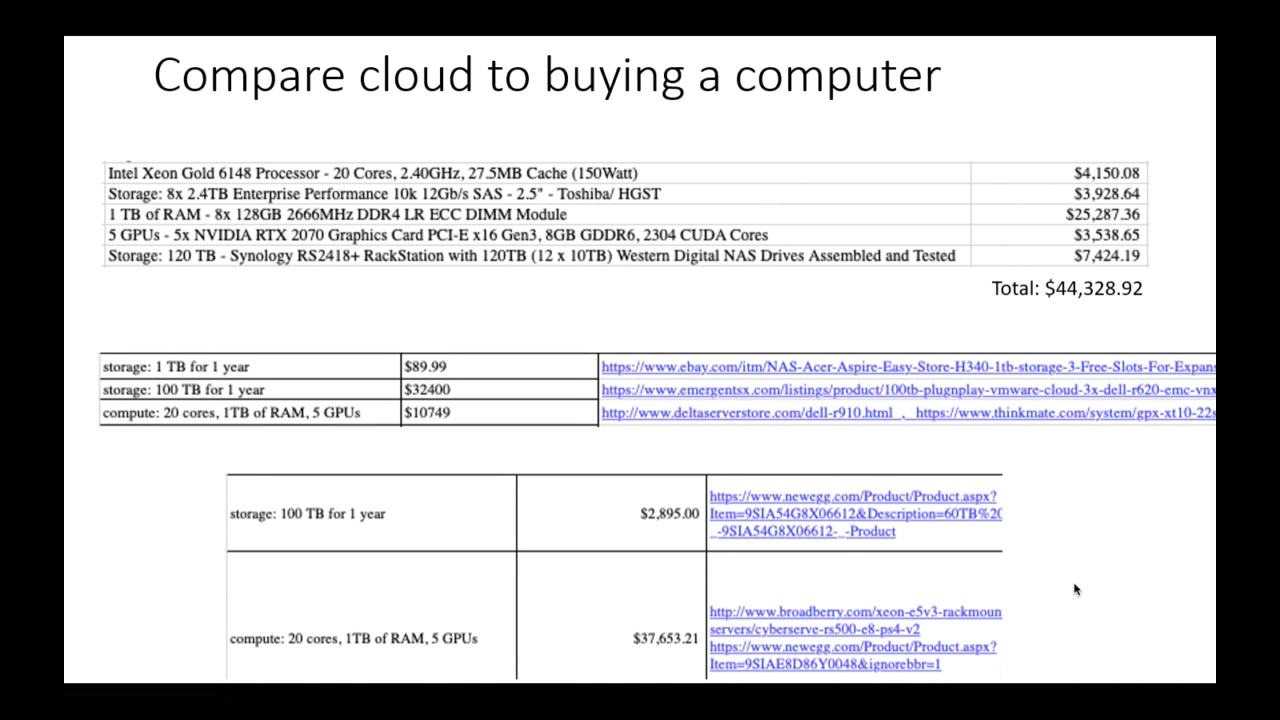 Compare cloud to buying a computer
Intel Xeon Gold 6148 Processor - 20 Cores, 2.40GHz, 27.5MB Cache (150Watt) $4,150.08
Storage: 8x 2.4TB Enterprise Performance 10k 12Gb/s SAS - 2.5" - Toshiba/ HGST $3,928.64
1 TB of RAM - 8x 128GB 2666MHz DDR4 LR ECC DIMM Module $25,287.36
5 GPUs - 5x NVIDIA RTX 2070 Graphics Card PCI-E x16 Gen3, 8GB GDDR6, 2304 CUDA Cores $3,538.65
Storage: 120 TB - Synology RS2418+ RackStation with 120TB (12 x 10TB) Western Digital NAS Drives Assembled and Tested $7,424.19
Total: $44,328.92
storage: 1 TB for 1 year $89.99 https://www.ebay.com/itm/NAS-Acer-Aspire-Easy-Store-H340-1tb-storage-3-Free-Slots-For-Expans
storage: 100 TB for 1 year $32400 https://www.emergentsx.com/listings/product/100tb-plugnplay-vmware-cloud-3x-dell-r620-emc-vnx
compute: 20 cores, 1TB of RAM, 5 GPUs $10749 http://www.deltaserverstore.com/dell-r910.html , https://www.thinkmate.com/system/gpx-xt10-22s
https://www.newegg.com/Product/Product.aspx?
storage: 100 TB for 1 year $2,895.00 Item=9SIA54G8X06612&Description=60TB%20
_-9SIA54G8X06612-_-Product
http://www.broadberry.com/xeon-e5v3-rackmoun
servers/cyberserve-rs500-e8-ps4-v2
compute: 20 cores, 1TB of RAM, 5 GPUs $37,653.21 https://www.newegg.com/Product/Product.aspx?
Item=9SIAE8D86Y0048&ignorebbr=1